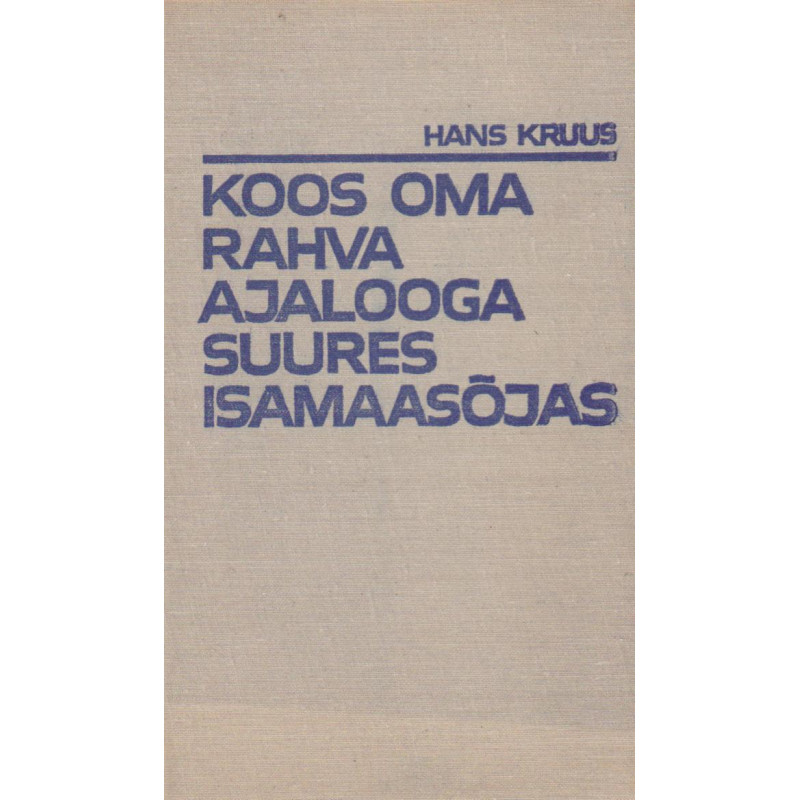 HANS KRUUS
KOOS OMA
RAHVA
AJALOOGA
SUURES
ISAMAASÕJAS